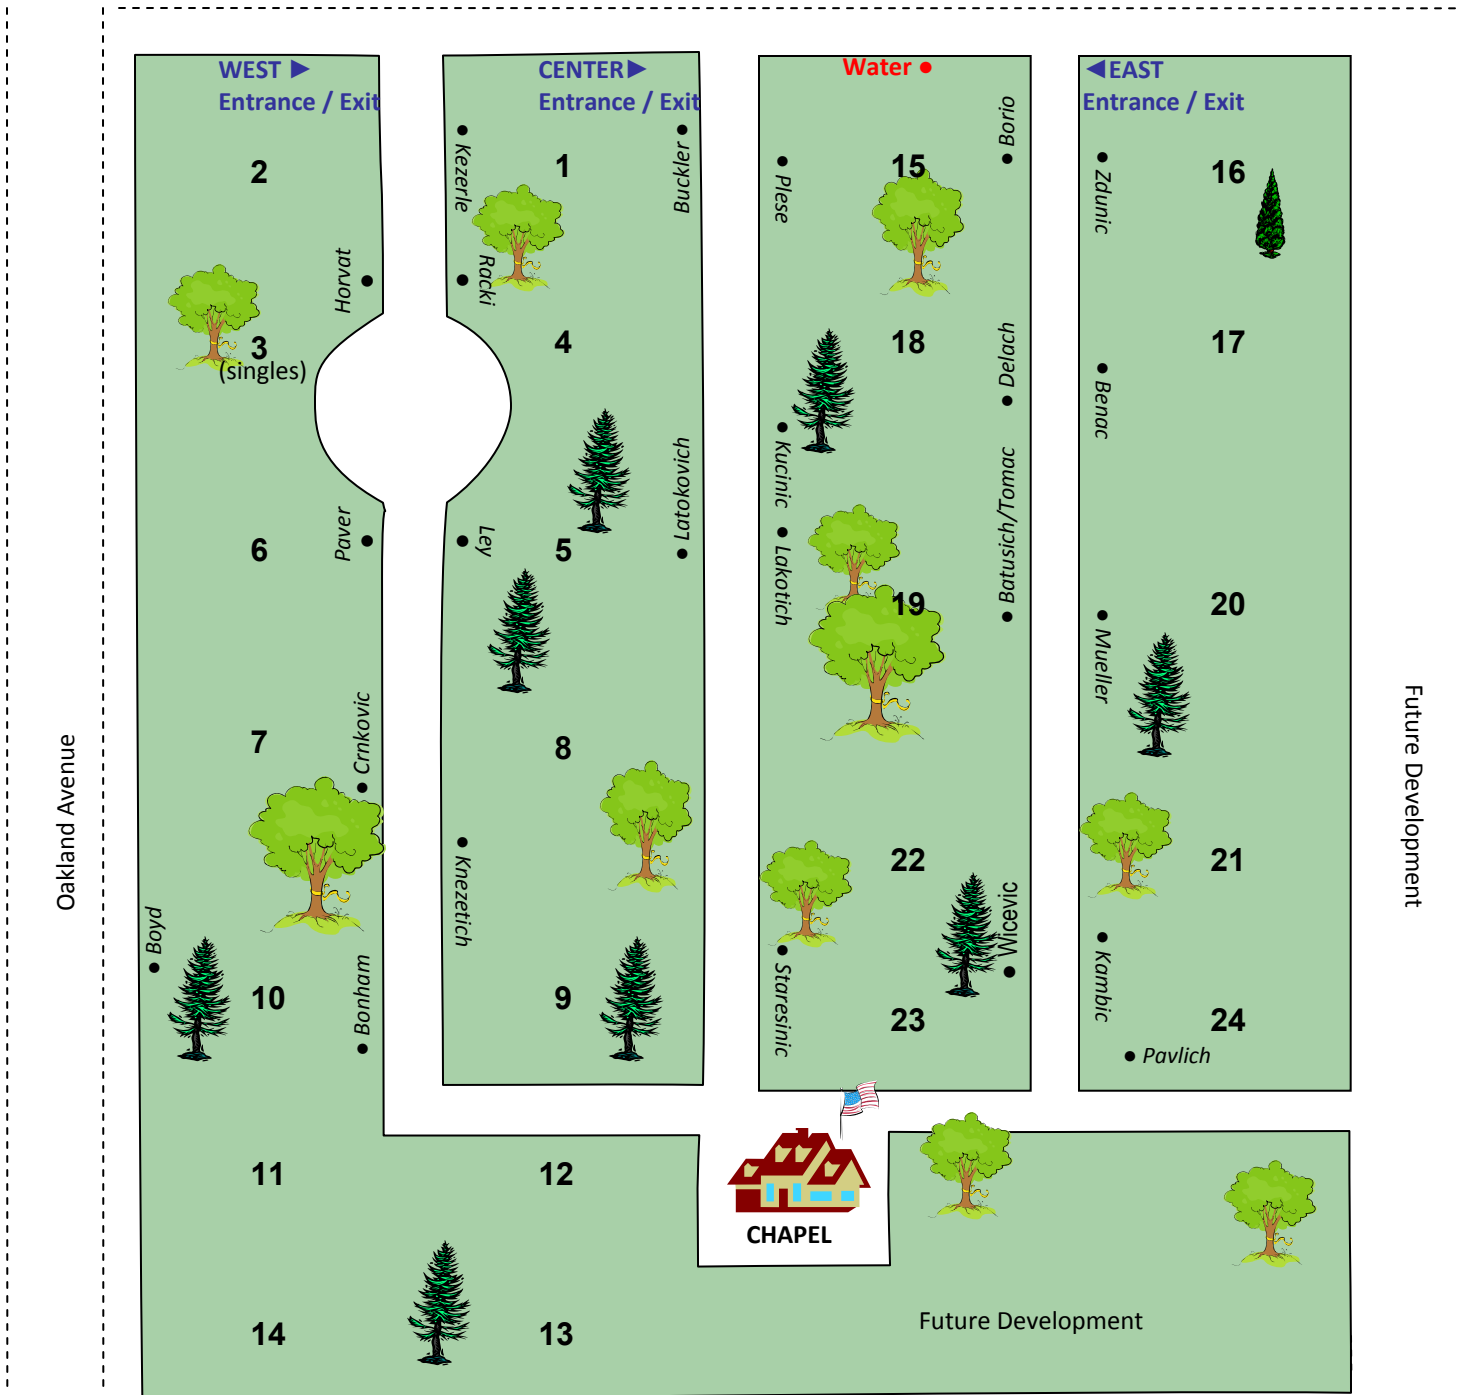 WEST ►
Entrance / Exit
CENTER►
Entrance / Exit
Water
◄EAST
Entrance / Exit
2
Kezerle
1
Buckler
Plese
15
Borio
Zdunic
16
Horvat
Racki
3
(singles)
4
18
Delach
17
Benac
Kucinic
Latokovich
Batusich/Tomac
6
Paver
Ley
5
Lakotich
19
20
Mueller
Oakland Avenue
7
Crnkovic
8
Future Development
Knezetich
22
21
Boyd
Wicevic
10
Bonham
9
Staresinic
23
Kambic
24
Pavlich
11
12
CHAPEL
14
13
Future Development